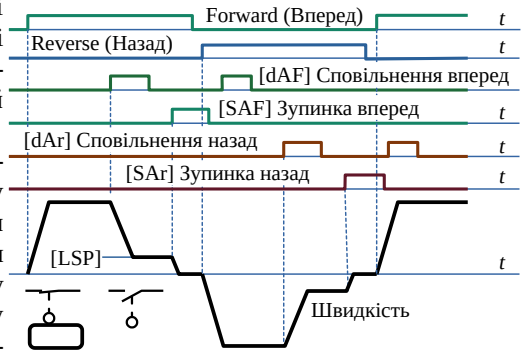 Forward (Вперед)
t
Reverse (Назад)
t
[dAF] Сповільнення вперед
[SAF] Зупинка вперед
t
[dAr] Сповільнення назад
t
[SAr] Зупинка назад
t
[LSP]
t
Швидкість